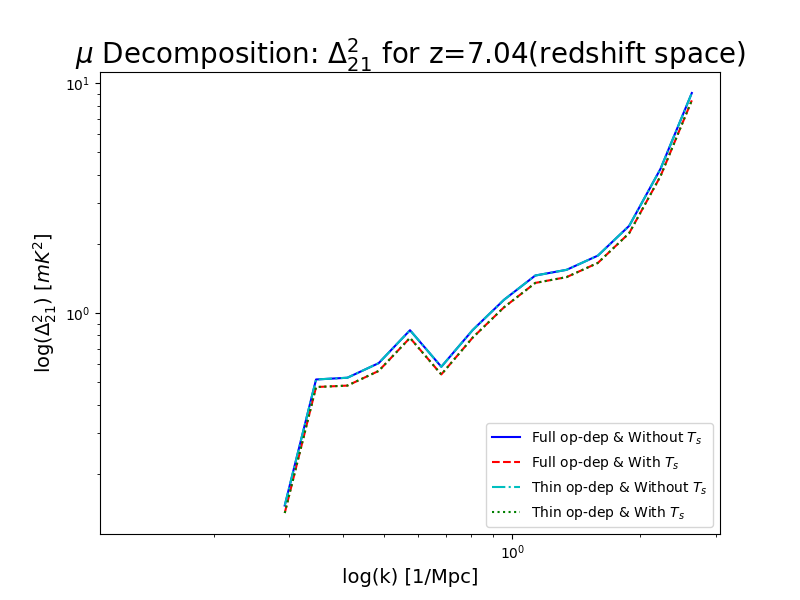 μ Decomposition: Δ²₂₁ for z=7.04(redshift space)
10¹
10⁰
log(Δ²₂₁) [mK²]
Full op-dep & Without Tₛ
Full op-dep & With Tₛ
Thin op-dep & Without Tₛ
Thin op-dep & With Tₛ
10⁰
log(k) [1/Mpc]